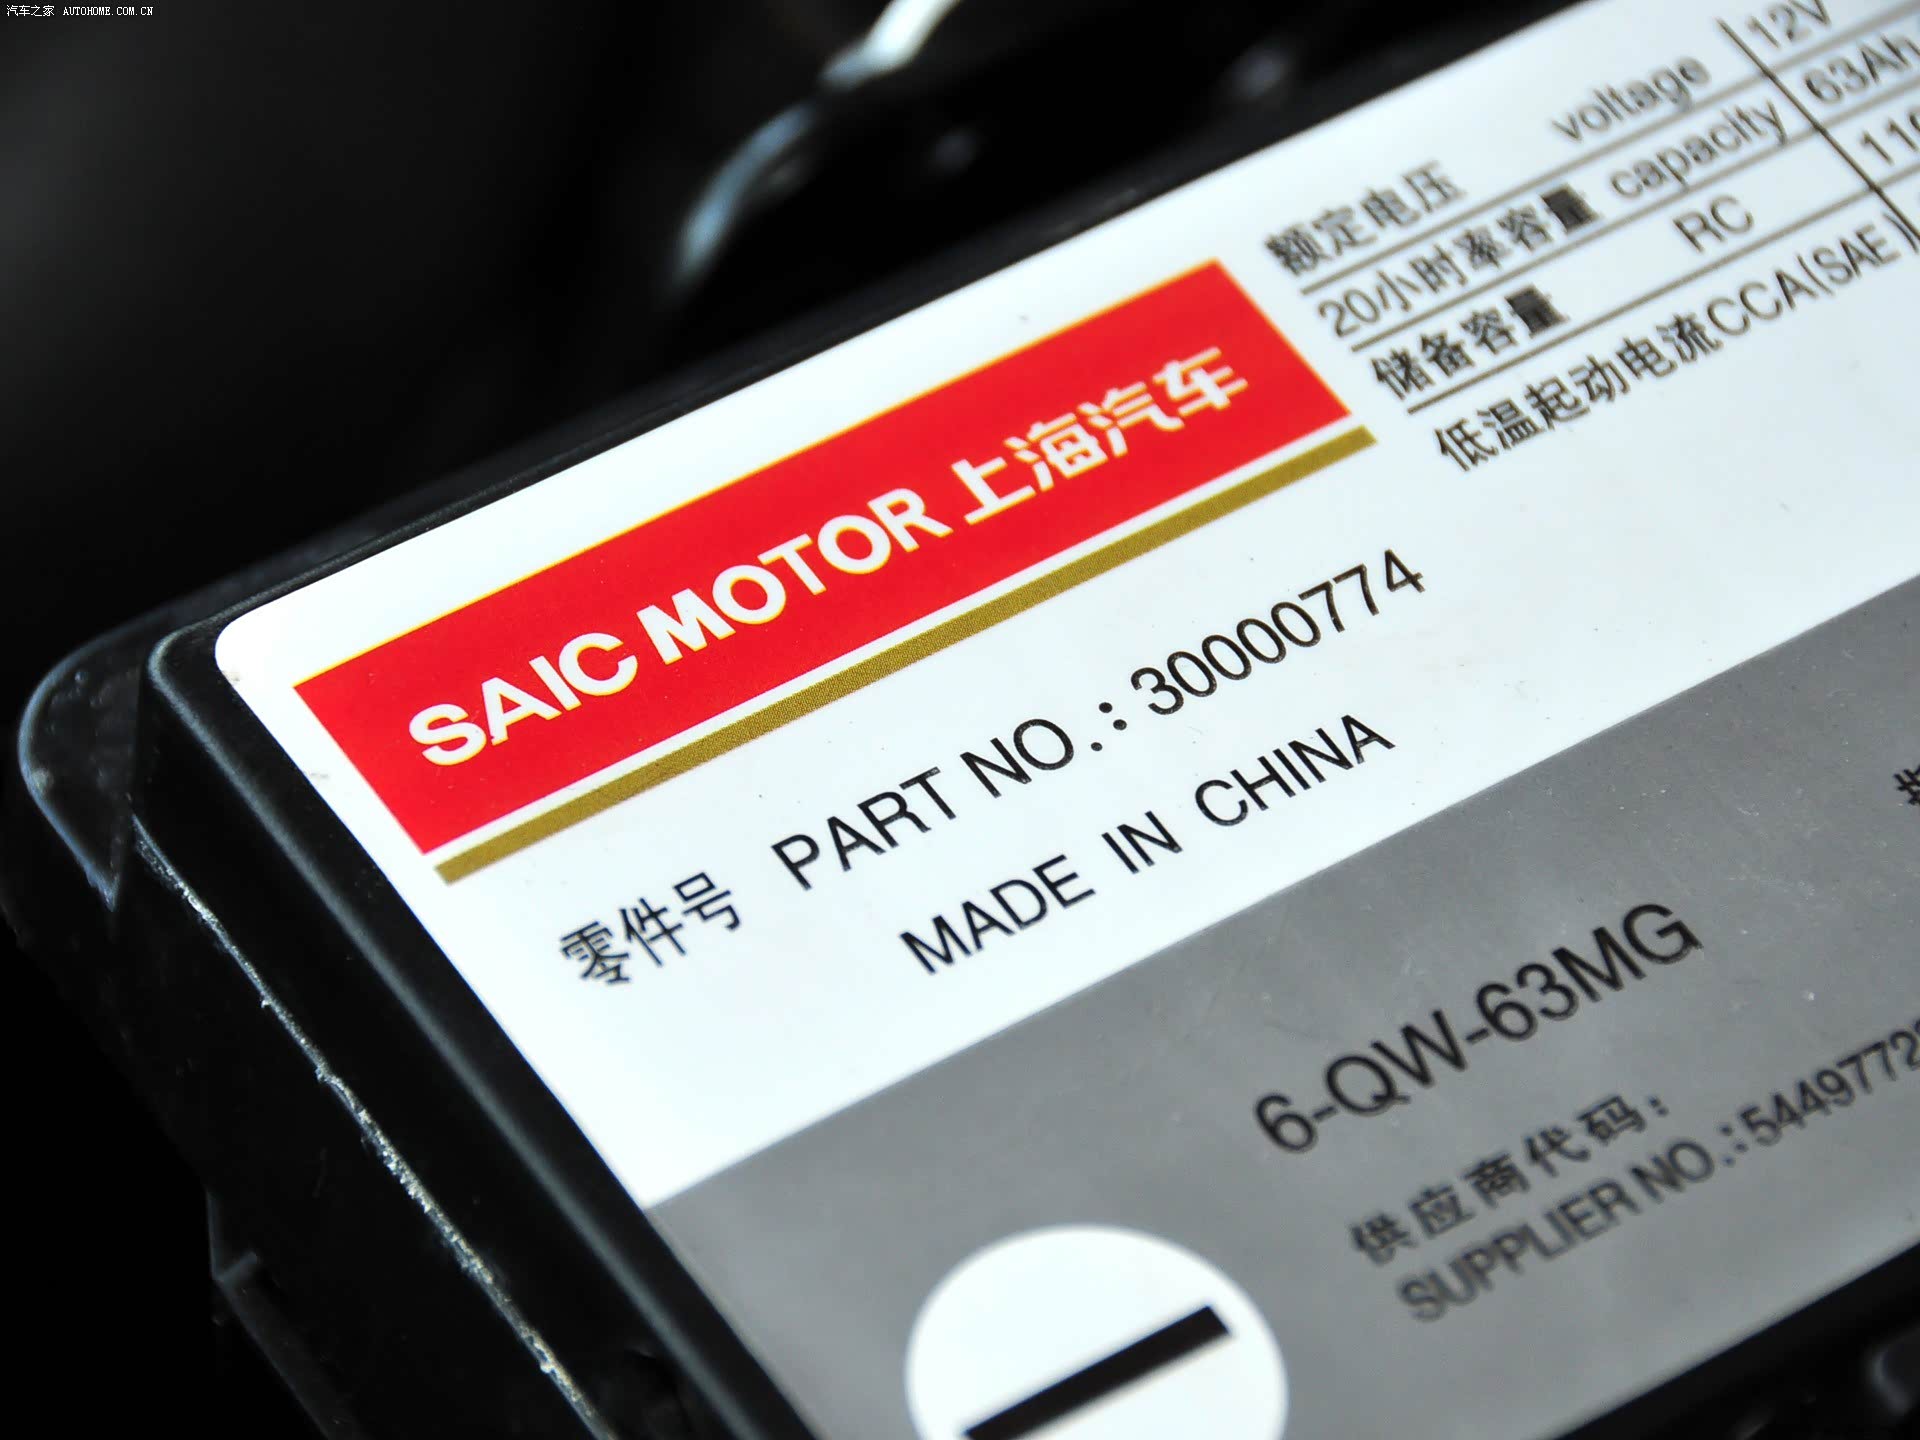 汽车之家 AUTOHOME.COM.CN
额定电压 voltage 12V
20小时率容量 capacity 63Ah
储备容量 RC
低温起动电流CCA(SAE)
SAIC MOTOR 上海汽车
零件号 PART NO.: 30000774
MADE IN CHINA
6-QW-63MG
供应商代码:
SUPPLIER NO.: